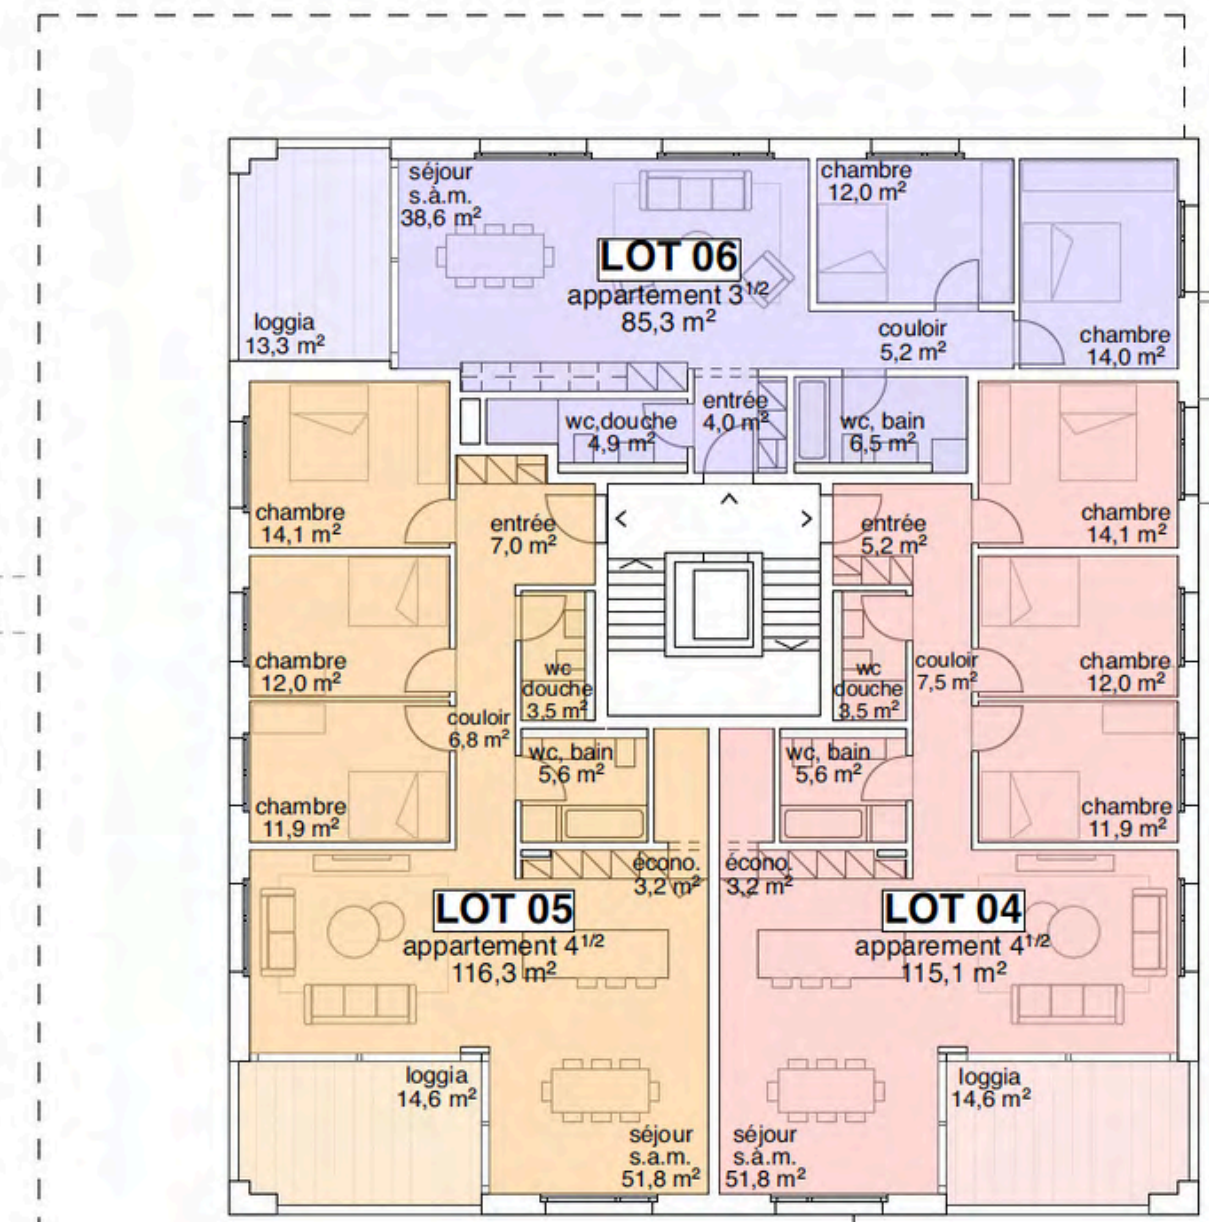 séjour
s.à.m.
38,6 m²
chambre
12,0 m²
LOT 06
appartement 3 1/2
85,3 m²
loggia
13,3 m²
couloir
5,2 m²
chambre
14,0 m²
entrée
4,0 m²
wc,douche
4,9 m²
wc, bain
6,5 m²
chambre
14,1 m²
entrée
7,0 m²
entrée
5,2 m²
chambre
14,1 m²
chambre
12,0 m²
wc
douche
3,5 m²
wc
douche
3,5 m²
couloir
7,5 m²
chambre
12,0 m²
couloir
6,8 m²
wc, bain
5,6 m²
wc, bain
5,6 m²
chambre
11,9 m²
chambre
11,9 m²
écono.
3,2 m²
écono.
3,2 m²
LOT 05
appartement 4 1/2
116,3 m²
LOT 04
apparement 4 1/2
115,1 m²
loggia
14,6 m²
loggia
14,6 m²
séjour
s.a.m.
51,8 m²
séjour
s.à.m.
51,8 m²